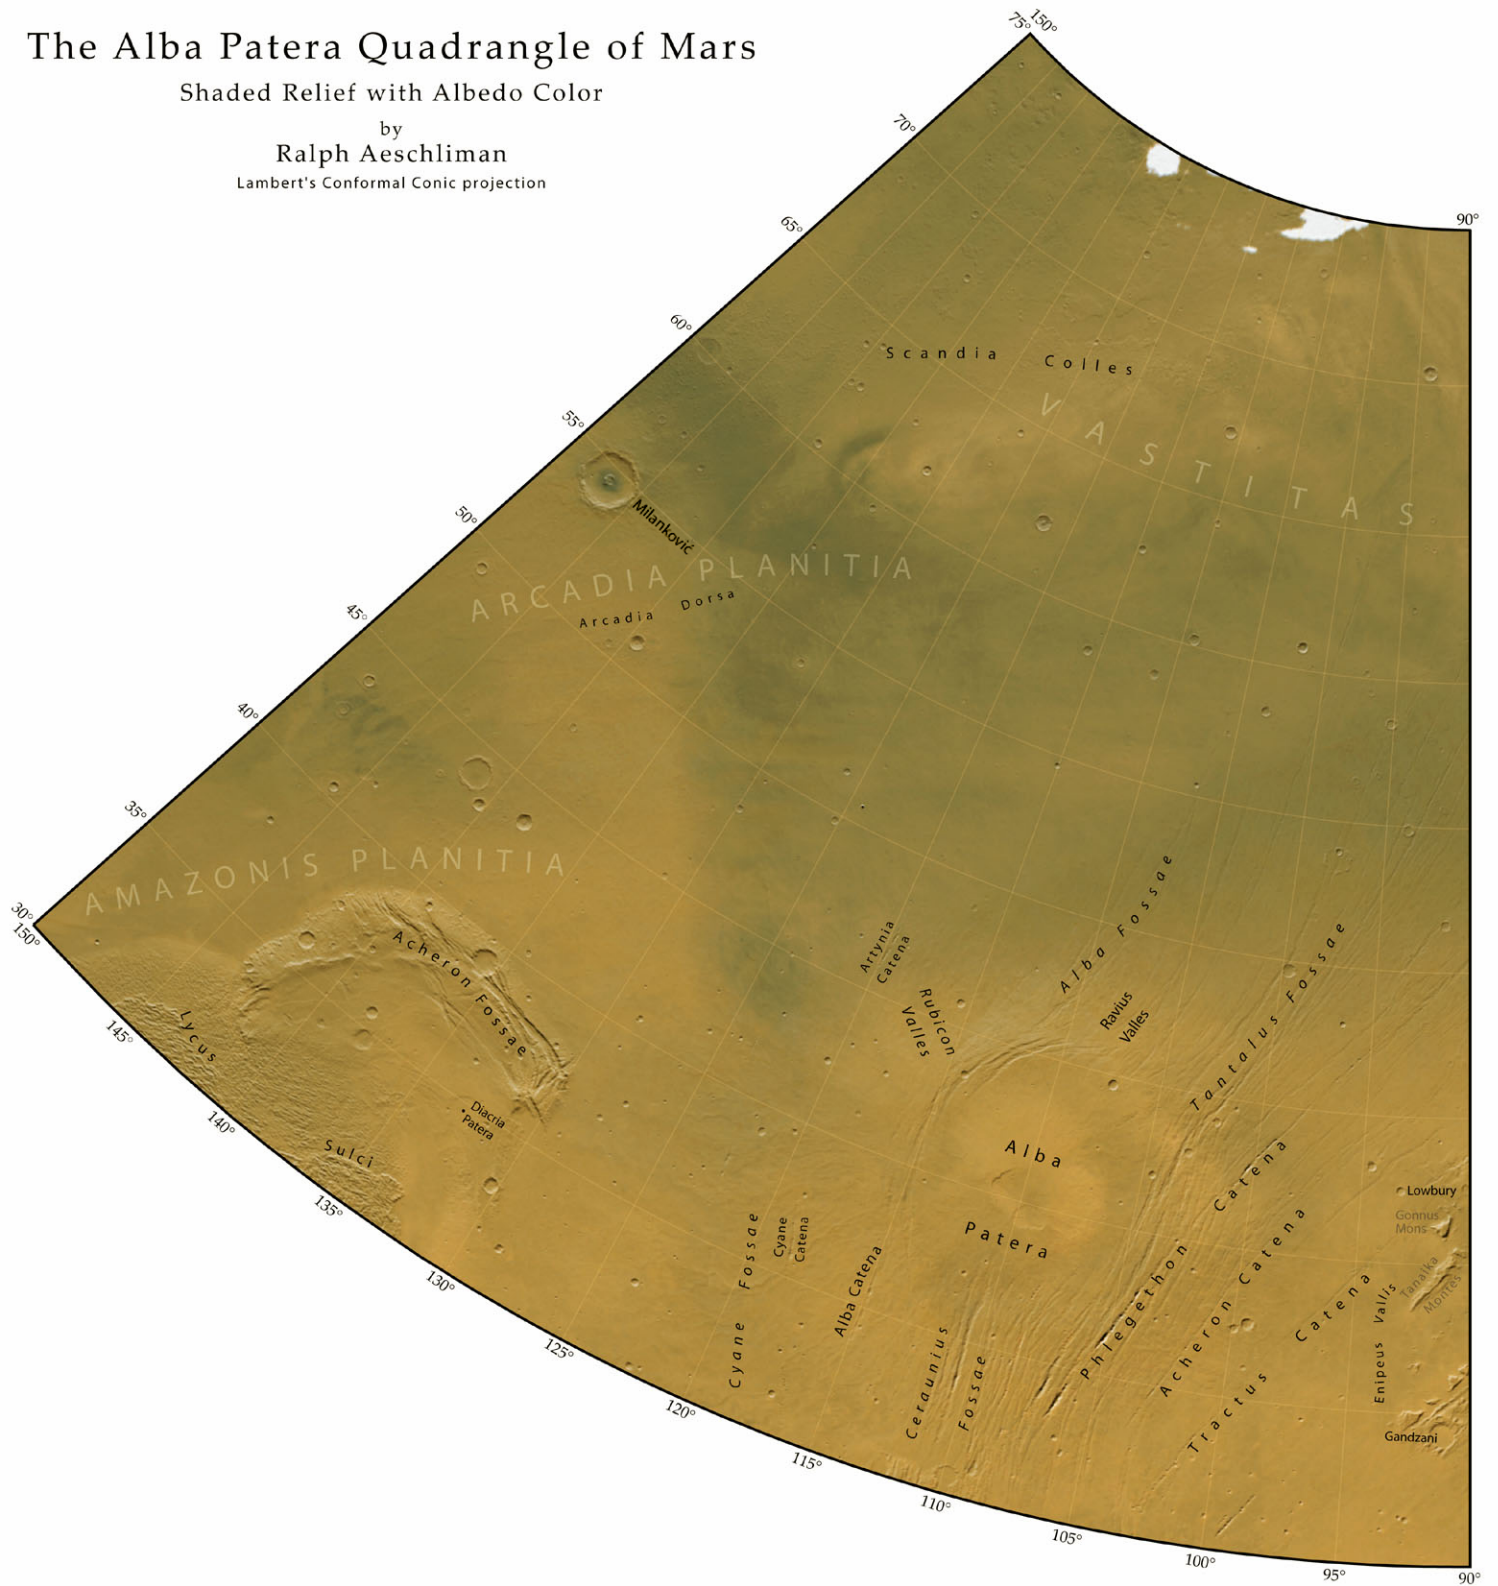 The Alba Patera Quadrangle of Mars
Shaded Relief with Albedo Color
by
Ralph Aeschliman
Lambert's Conformal Conic projection
75°
150°
70°
90°
65°
60°
Scandia Colles
VASTITAS
55°
Milanković
50°
ARCADIA PLANITIA
Arcadia Dorsa
45°
40°
35°
AMAZONIS PLANITIA
30°
150°
Acheron Fossae
Alba Fossae
Artynia
Catena
Rubicon
Valles
Ravius
Valles
Tantalus Fossae
Lycus
Sulci
145°
Diacria
Patera
140°
Alba
Patera
Catena
Lowbury
Gonnus
Mons
135°
Cyane Fossae
Cyane
Catena
Alba Catena
Phlegethon
Acheron Catena
Catena
Enipeus Vallis
Tanaika
Montes
130°
125°
Ceraunius
Fossae
Tractus
Gandzani
120°
115°
110°
105°
100°
95°
90°